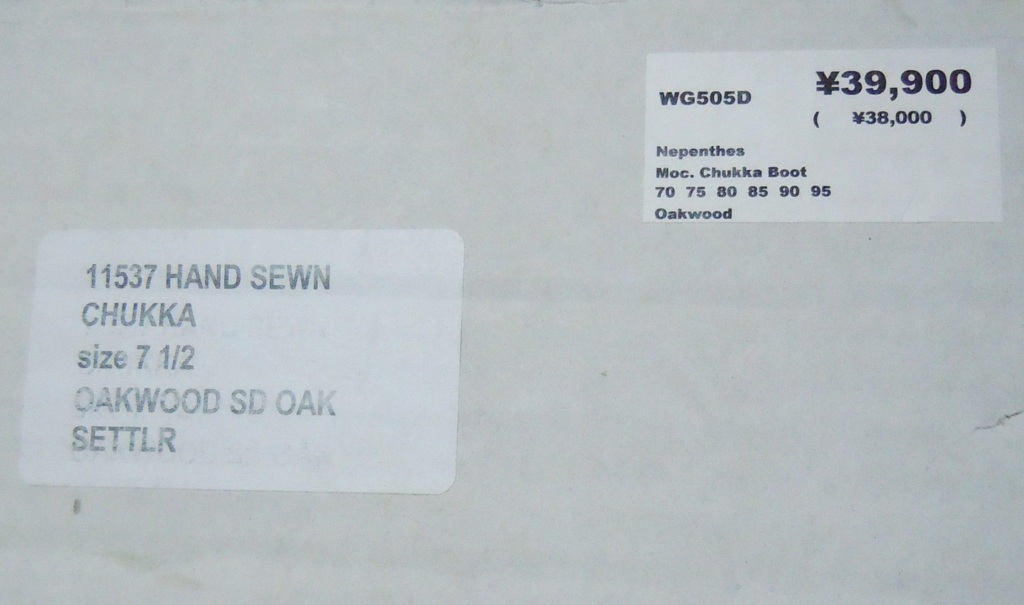 WG505D ¥39,900
( ¥38,000 )
Nepenthes
Moc. Chukka Boot
70 75 80 85 90 95
Oakwood
11537 HAND SEWN
CHUKKA
size 7 1/2
OAKWOOD SD OAK
SETTLR